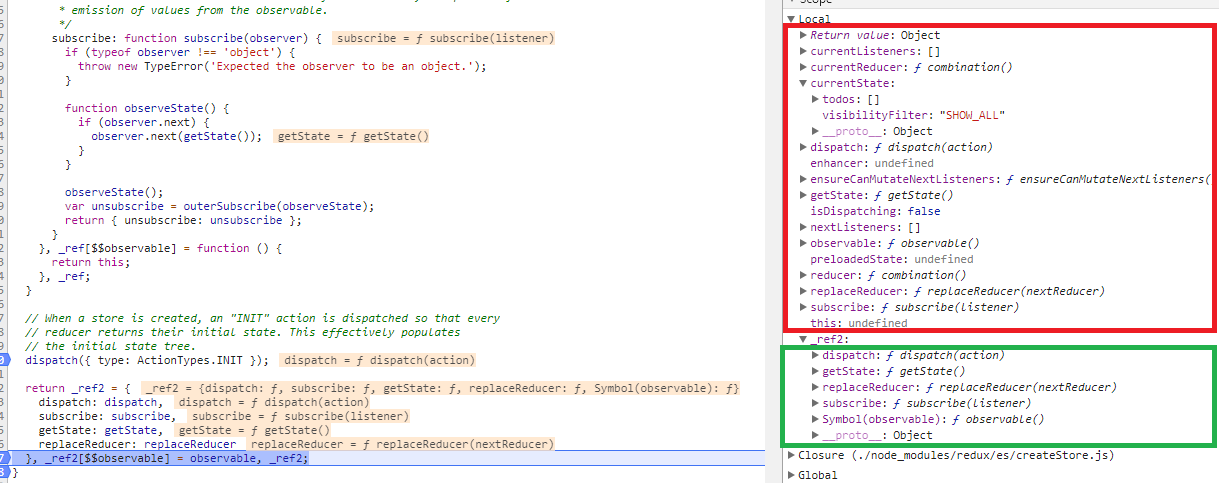 * emission of values from the observable.
*/
subscribe: function subscribe(observer) { subscribe = ƒ subscribe(listener)
if (typeof observer !== 'object') {
throw new TypeError('Expected the observer to be an object.');
}
function observeState() {
if (observer.next) {
observer.next(getState()); getState = ƒ getState()
}
}
observeState();
var unsubscribe = outerSubscribe(observeState);
return { unsubscribe: unsubscribe };
}
}, _ref[$$observable] = function () {
return this;
}, _ref;
}
// When a store is created, an "INIT" action is dispatched so that every
// reducer returns their initial state. This effectively populates
// the initial state tree.
dispatch({ type: ActionTypes.INIT }); dispatch = ƒ dispatch(action)
return _ref2 = { _ref2 = {dispatch: ƒ, subscribe: ƒ, getState: ƒ, replaceReducer: ƒ, Symbol(observable): ƒ}
dispatch: dispatch, dispatch = ƒ dispatch(action)
subscribe: subscribe, subscribe = ƒ subscribe(listener)
getState: getState, getState = ƒ getState()
replaceReducer: replaceReducer replaceReducer = ƒ replaceReducer(nextReducer)
}, _ref2[$$observable] = observable, _ref2;
}
Scope
Local
Return value: Object
currentListeners: []
currentReducer: ƒ combination()
currentState:
todos: []
visibilityFilter: "SHOW_ALL"
__proto__: Object
dispatch: ƒ dispatch(action)
enhancer: undefined
ensureCanMutateNextListeners: ƒ ensureCanMutateNextListeners(
getState: ƒ getState()
isDispatching: false
nextListeners: []
observable: ƒ observable()
preloadedState: undefined
reducer: ƒ combination()
replaceReducer: ƒ replaceReducer(nextReducer)
subscribe: ƒ subscribe(listener)
this: undefined
_ref2:
dispatch: ƒ dispatch(action)
getState: ƒ getState()
replaceReducer: ƒ replaceReducer(nextReducer)
subscribe: ƒ subscribe(listener)
Symbol(observable): ƒ observable()
__proto__: Object
Closure (./node_modules/redux/es/createStore.js)
Global